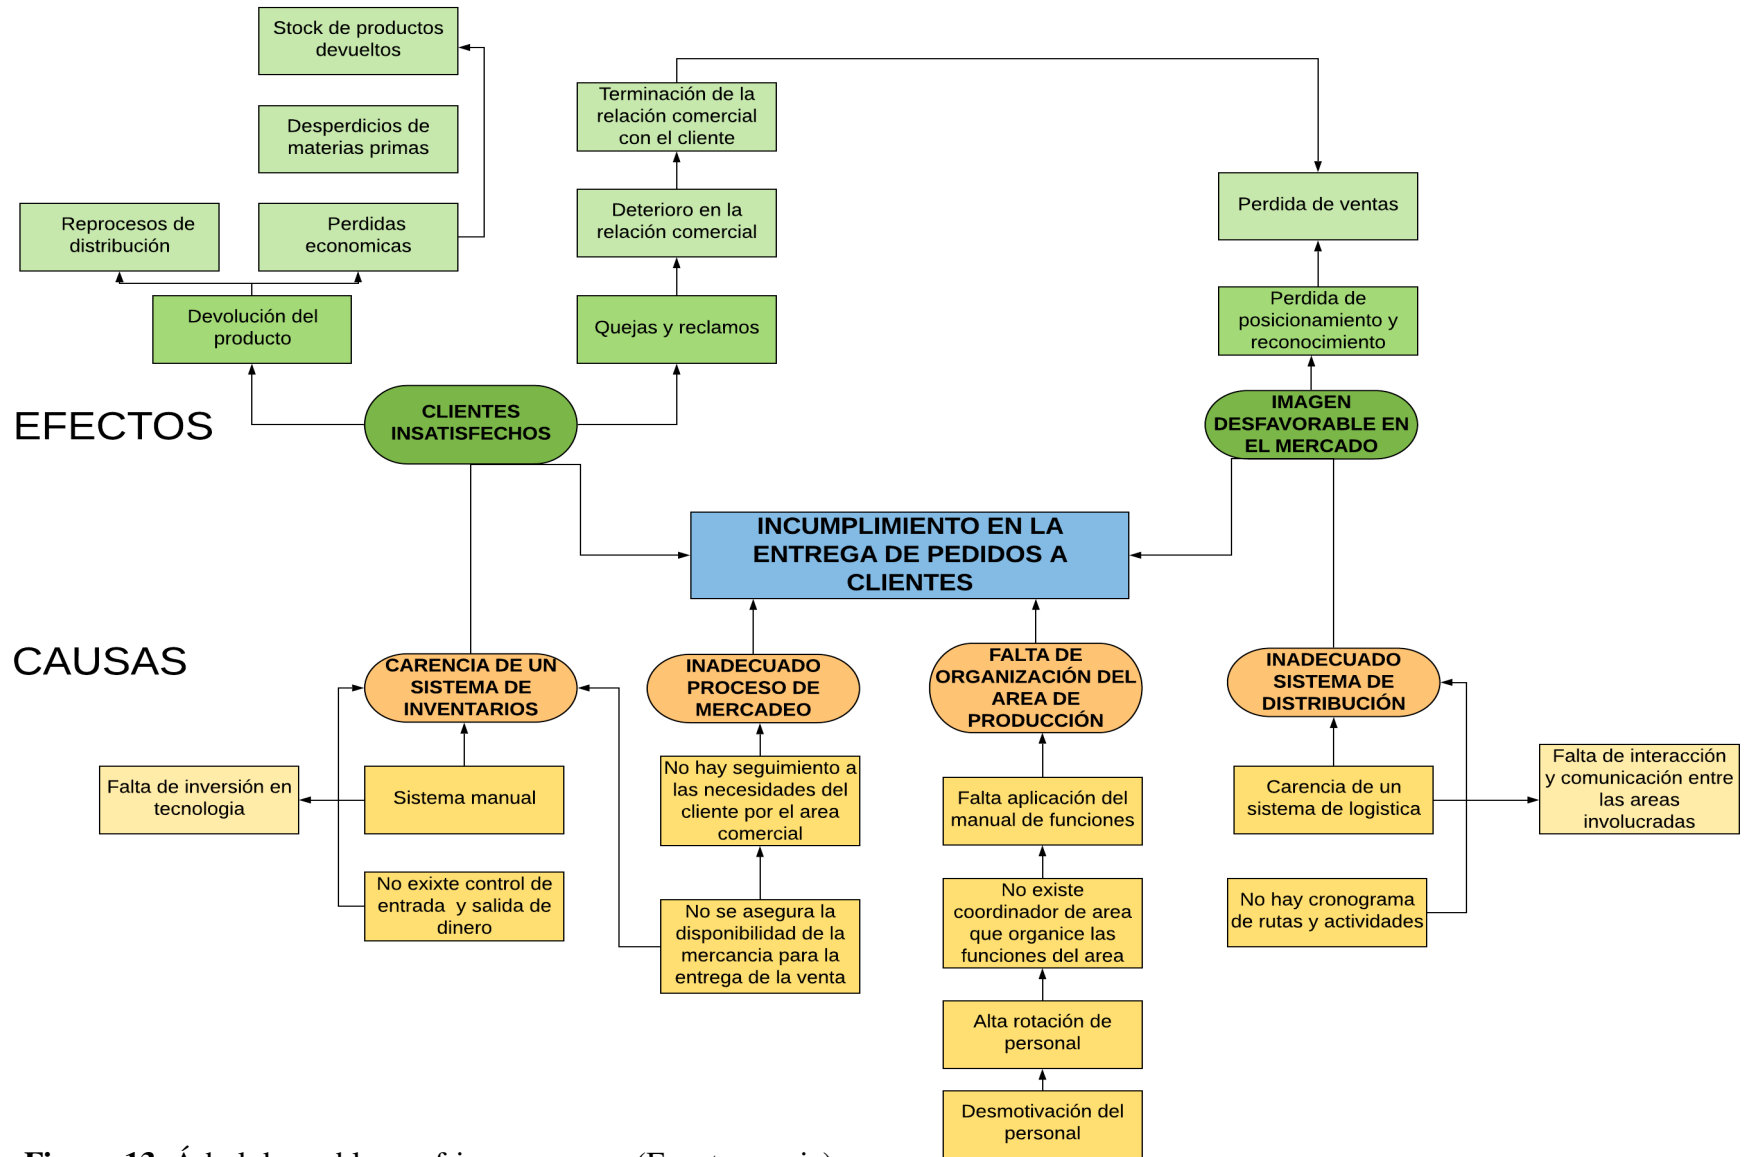 Stock de productos
devueltos
Desperdicios de
materias primas
Reprocesos de
distribución
Perdidas
economicas
Devolución del
producto
Terminación de la
relación comercial
con el cliente
Deterioro en la
relación comercial
Quejas y reclamos
Perdida de ventas
Perdida de
posicionamiento y
reconocimiento
EFECTOS
CLIENTES
INSATISFECHOS
IMAGEN
DESFAVORABLE EN
EL MERCADO
INCUMPLIMIENTO EN LA
ENTREGA DE PEDIDOS A
CLIENTES
CAUSAS
CARENCIA DE UN
SISTEMA DE
INVENTARIOS
INADECUADO
PROCESO DE
MERCADEO
FALTA DE
ORGANIZACIÓN DEL
AREA DE
PRODUCCIÓN
INADECUADO
SISTEMA DE
DISTRIBUCIÓN
Falta de inversión en
tecnologia
Sistema manual
No exixte control de
entrada y salida de
dinero
No hay seguimiento a
las necesidades del
cliente por el area
comercial
No se asegura la
disponibilidad de la
mercancia para la
entrega de la venta
Falta aplicación del
manual de funciones
No existe
coordinador de area
que organice las
funciones del area
Alta rotación de
personal
Desmotivación del
personal
Carencia de un
sistema de logistica
No hay cronograma
de rutas y actividades
Falta de interacción
y comunicación entre
las areas
involucradas